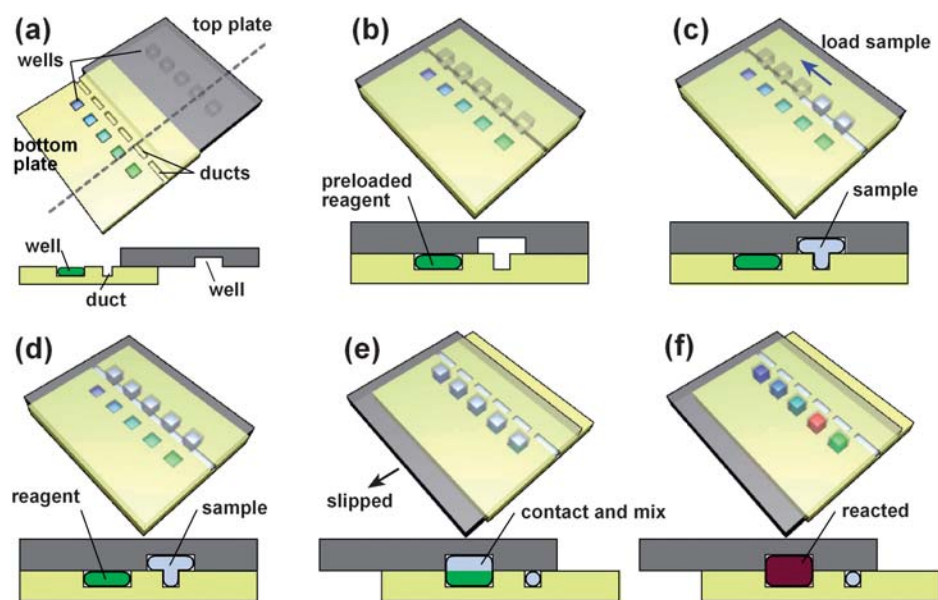 (a)
top plate
wells
bottom
plate
ducts
well
duct
well
(b)
preloaded
reagent
(c)
load sample
sample
(d)
reagent
sample
(e)
slipped
contact and mix
(f)
reacted